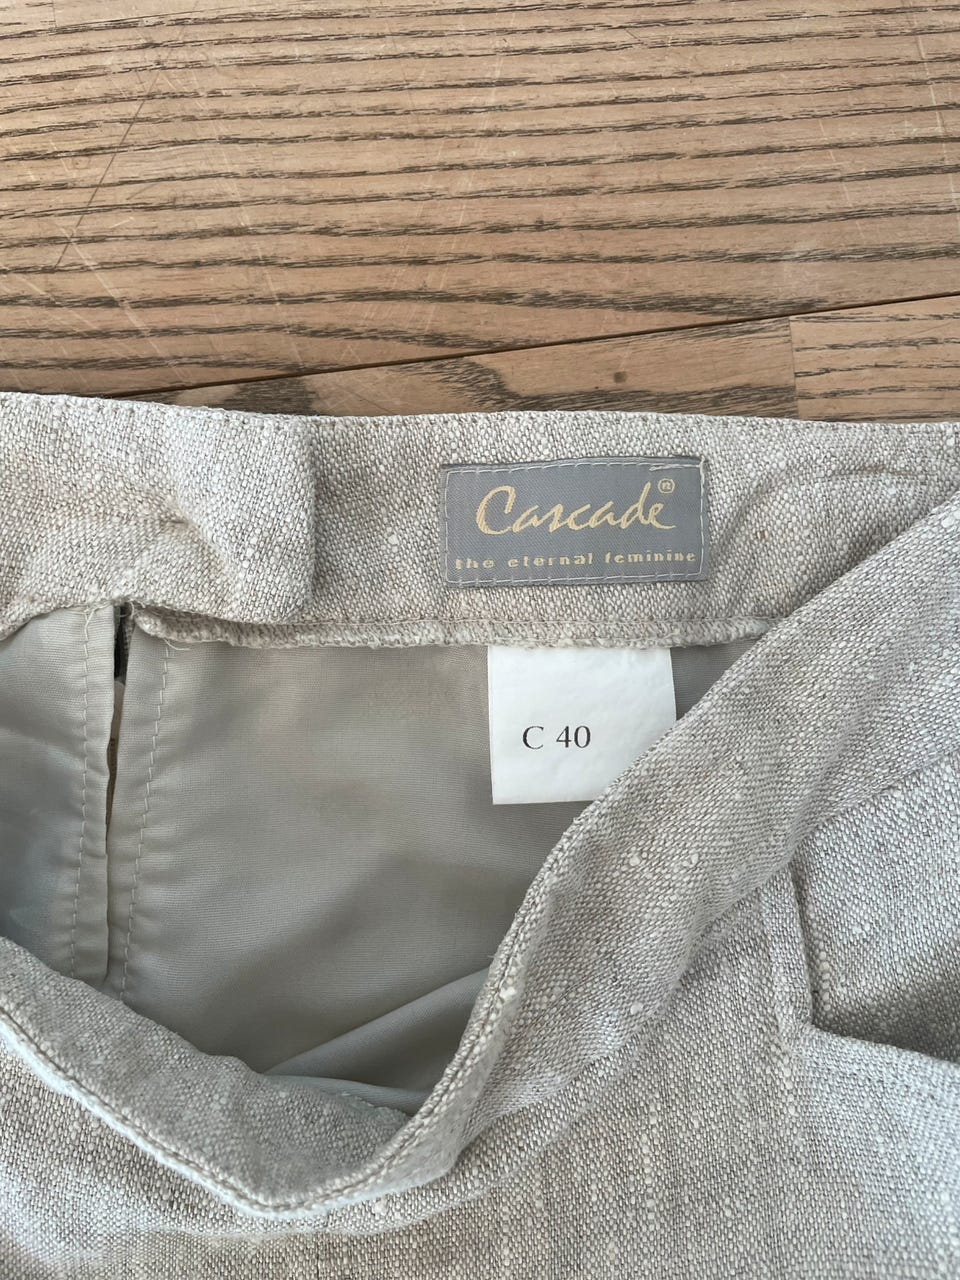 Cascade®
the eternal feminine
C 40